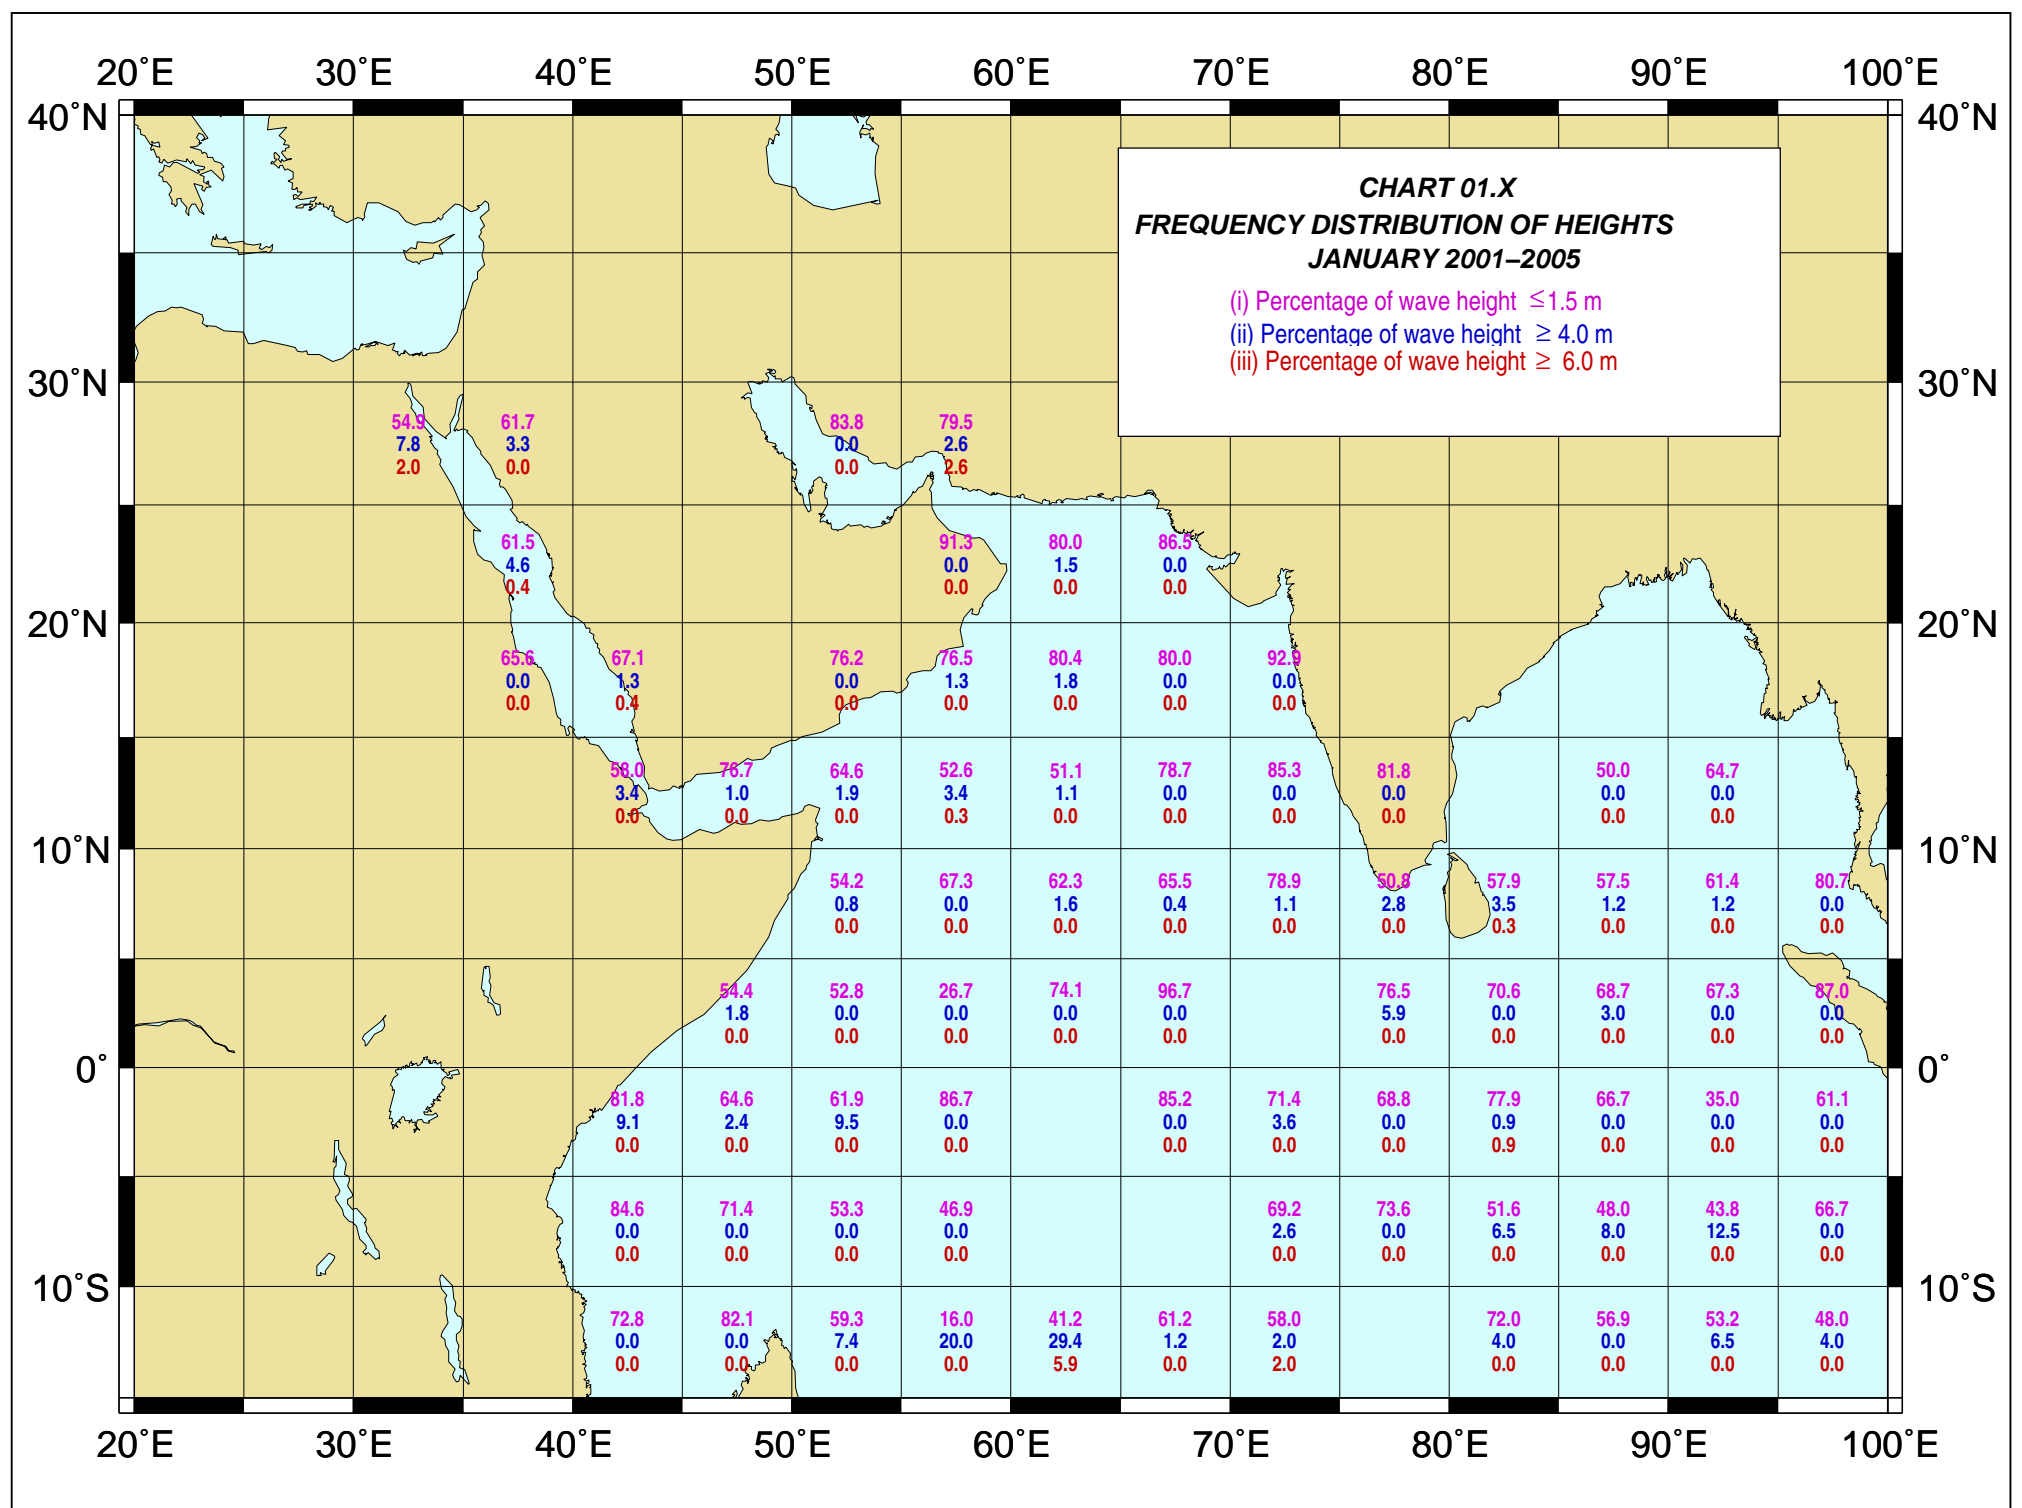 20°E 30°E 40°E 50°E 60°E 70°E 80°E 90°E 100°E
40°N 40°N
CHART 01.X
FREQUENCY DISTRIBUTION OF HEIGHTS
JANUARY 2001–2005
(i) Percentage of wave height ≤1.5 m
(ii) Percentage of wave height ≥ 4.0 m
(iii) Percentage of wave height ≥ 6.0 m
30°N 30°N
54.9 61.7 83.8 79.5
7.8 3.3 0.0 2.6
2.0 0.0 0.0 2.6
61.5 91.3 80.0 86.5
4.6 0.0 1.5 0.0
0.4 0.0 0.0 0.0
20°N 20°N
65.6 67.1 76.2 76.5 80.4 80.0 92.9
0.0 1.3 0.0 1.3 1.8 0.0 0.0
0.0 0.4 0.0 0.0 0.0 0.0 0.0
58.0 76.7 64.6 52.6 51.1 78.7 85.3 81.8 50.0 64.7
3.4 1.0 1.9 3.4 1.1 0.0 0.0 0.0 0.0 0.0
0.0 0.0 0.0 0.3 0.0 0.0 0.0 0.0 0.0 0.0
10°N 10°N
54.2 67.3 62.3 65.5 78.9 50.8 57.9 57.5 61.4 80.7
0.8 0.0 1.6 0.4 1.1 2.8 3.5 1.2 1.2 0.0
0.0 0.0 0.0 0.0 0.0 0.0 0.3 0.0 0.0 0.0
54.4 52.8 26.7 74.1 96.7 76.5 70.6 68.7 67.3 87.0
1.8 0.0 0.0 0.0 0.0 5.9 0.0 3.0 0.0 0.0
0.0 0.0 0.0 0.0 0.0 0.0 0.0 0.0 0.0 0.0
0° 0°
81.8 64.6 61.9 86.7 85.2 71.4 68.8 77.9 66.7 35.0 61.1
9.1 2.4 9.5 0.0 0.0 3.6 0.0 0.9 0.0 0.0 0.0
0.0 0.0 0.0 0.0 0.0 0.0 0.0 0.9 0.0 0.0 0.0
84.6 71.4 53.3 46.9 69.2 73.6 51.6 48.0 43.8 66.7
0.0 0.0 0.0 0.0 2.6 0.0 6.5 8.0 12.5 0.0
0.0 0.0 0.0 0.0 0.0 0.0 0.0 0.0 0.0 0.0
10°S 10°S
72.8 82.1 59.3 16.0 41.2 61.2 58.0 72.0 56.9 53.2 48.0
0.0 0.0 7.4 20.0 29.4 1.2 2.0 4.0 0.0 6.5 4.0
0.0 0.0 0.0 0.0 5.9 0.0 2.0 0.0 0.0 0.0 0.0
20°E 30°E 40°E 50°E 60°E 70°E 80°E 90°E 100°E